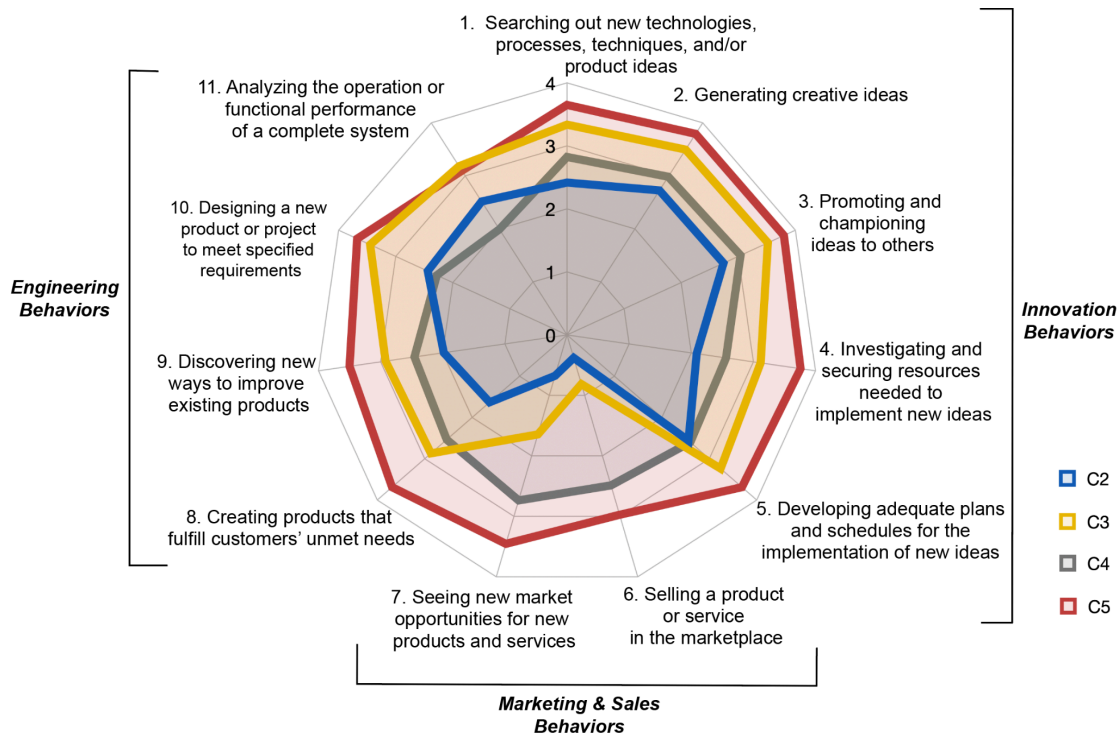 1. Searching out new technologies,
processes, techniques, and/or
product ideas
2. Generating creative ideas
3. Promoting and
championing
ideas to others
4. Investigating and
securing resources
needed to
implement new ideas
5. Developing adequate plans
and schedules for the
implementation of new ideas
6. Selling a product
or service
in the marketplace
7. Seeing new market
opportunities for new
products and services
8. Creating products that
fulfill customers' unmet needs
9. Discovering new
ways to improve
existing products
10. Designing a new
product or project
to meet specified
requirements
11. Analyzing the operation or
functional performance
of a complete system
4
3
2
1
0
Engineering
Behaviors
Innovation
Behaviors
Marketing & Sales
Behaviors
C2
C3
C4
C5